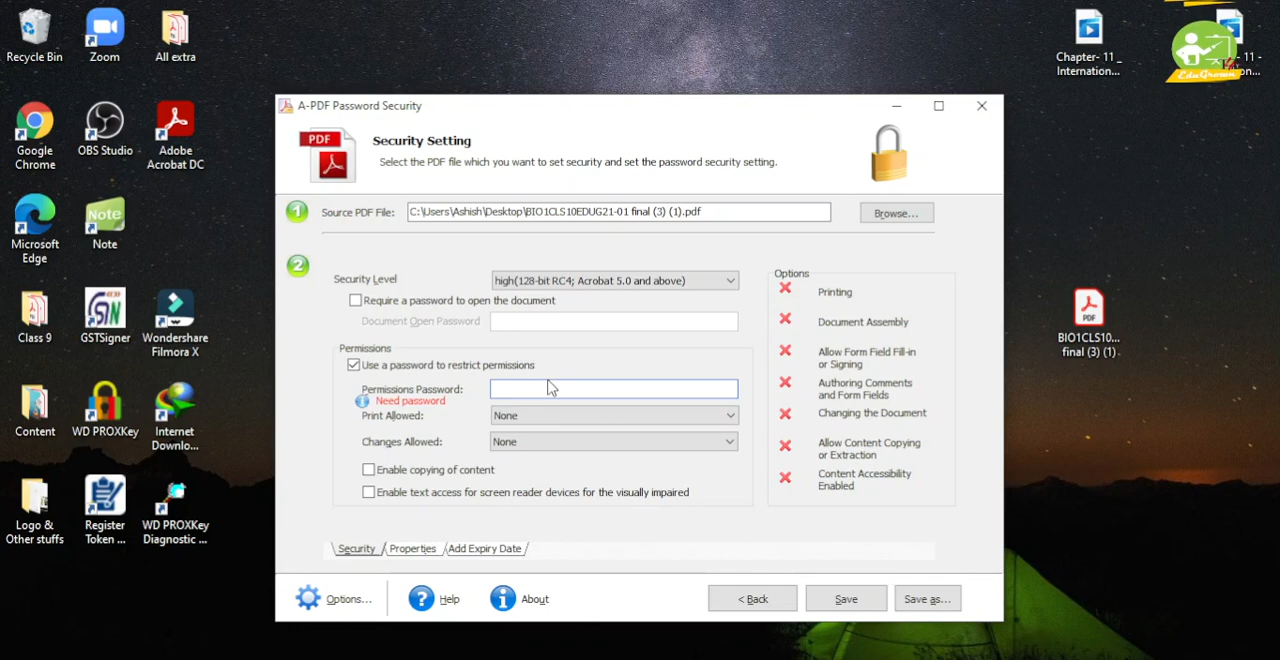 Recycle Bin
Zoom
All extra
Google
Chrome
OBS Studio
Adobe
Acrobat DC
Microsoft
Edge
Note
Note
Class 9
GSTSigner
Wondershare
Filmora X
Content
WD PROXKey
Internet
Downlo...
Logo &
Other stuffs
Register
Token ...
WD PROXKey
Diagnostic ...
A-PDF Password Security
PDF
Security Setting
Select the PDF file which you want to set security and set the password security setting.
1
Source PDF File:
C:\Users\Ashish\Desktop\BIO1CLS10EDUG21-01 final (3) (1).pdf
Browse...
2
Security Level
high(128-bit RC4; Acrobat 5.0 and above)
Require a password to open the document
Document Open Password
Permissions
Use a password to restrict permissions
Permissions Password:
Need password
Print Allowed:
None
Changes Allowed:
None
Enable copying of content
Enable text access for screen reader devices for the visually impaired
Options
Printing
Document Assembly
Allow Form Field Fill-in
or Signing
Authoring Comments
and Form Fields
Changing the Document
Allow Content Copying
or Extraction
Content Accessibility
Enabled
Security
Properties
Add Expiry Date
Options...
Help
About
< Back
Save
Save as...
Chapter- 11 _
Internation...
EduGrown
- 11 -
PDF
BIO1CLS10...
final (3) (1)